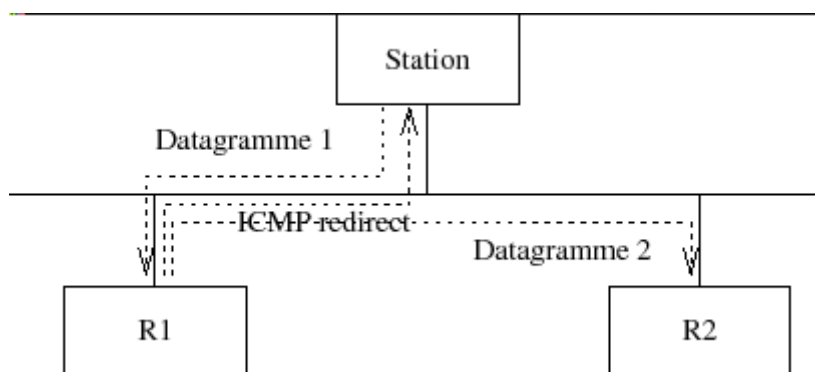 Station
Datagramme 1
ICMP redirect
Datagramme 2
R1
R2